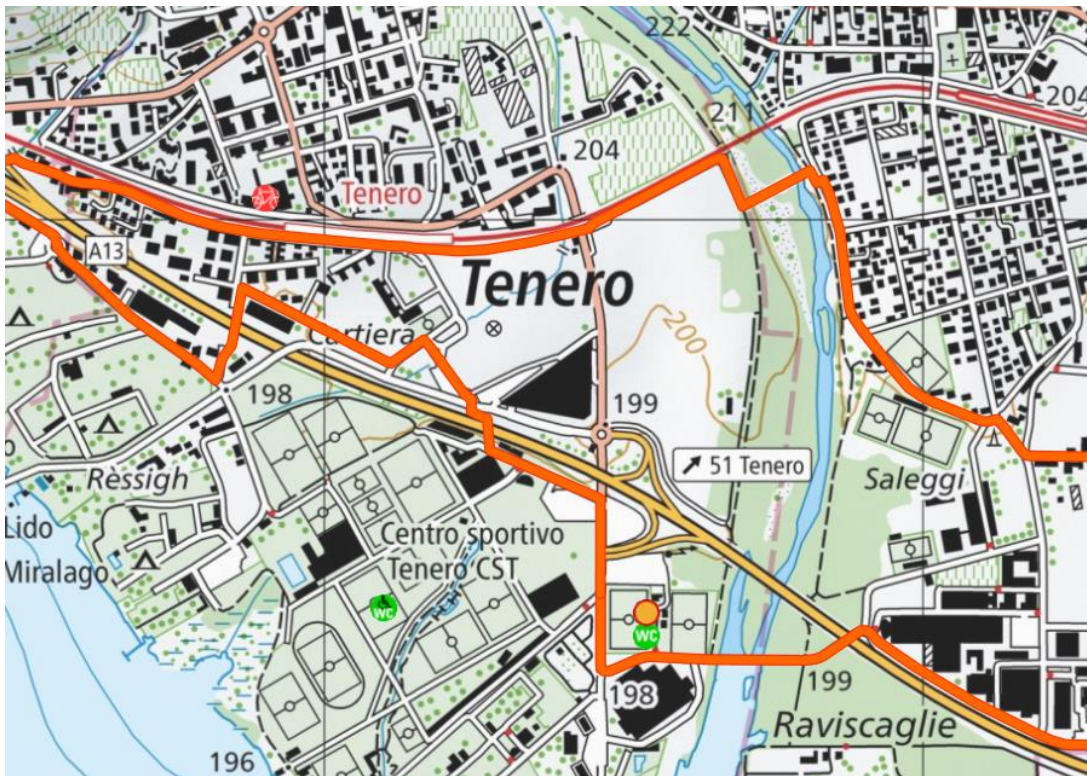 222
211
204
204
Tenero
A13
Tenero
200
Cartiera
198
199
51 Tenero
Rèssigh
Saleggi
Lido
Miralago
Centro sportivo
Tenero CST
WC
WC
198
199
Raviscaglie
196